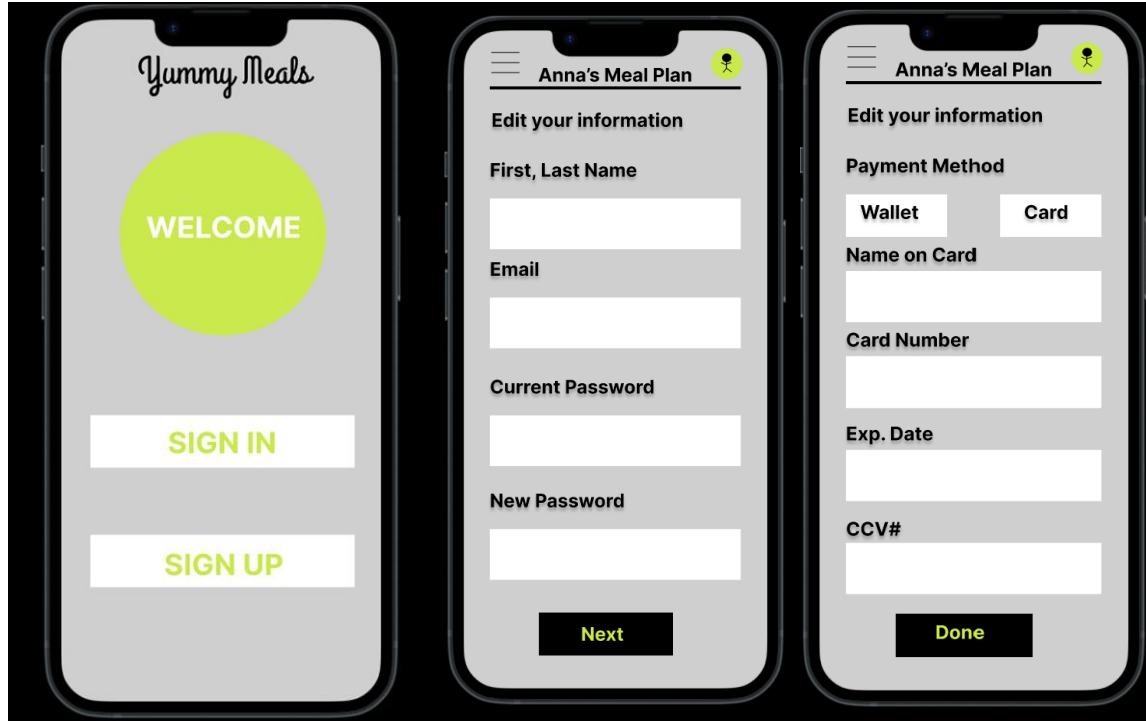 Yummy Meals
WELCOME
SIGN IN
SIGN UP
Anna's Meal Plan
Edit your information
First, Last Name
Email
Current Password
New Password
Next
Anna's Meal Plan
Edit your information
Payment Method
Wallet Card
Name on Card
Card Number
Exp. Date
CCV#
Done